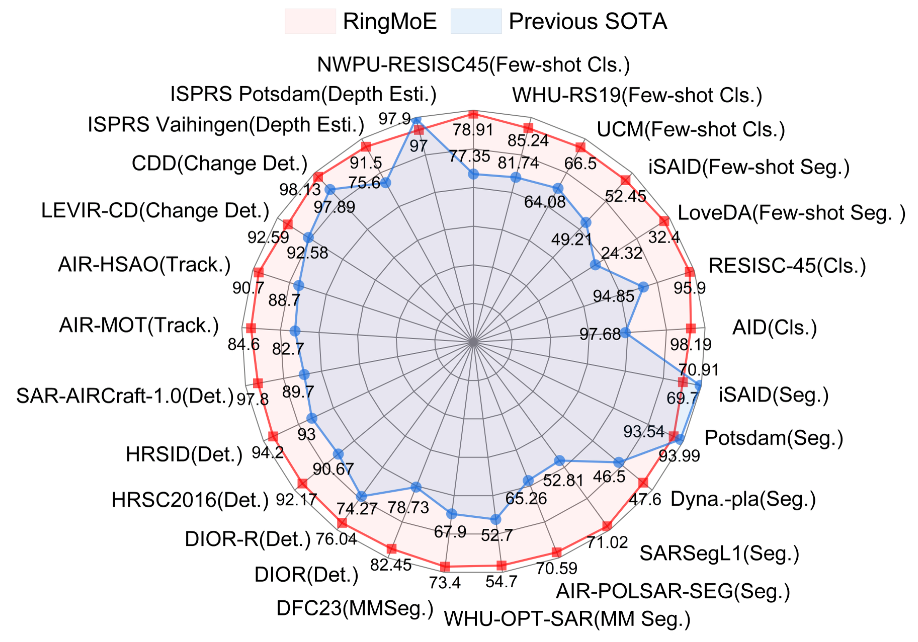 RingMoE Previous SOTA
NWPU-RESISC45(Few-shot Cls.)
ISPRS Potsdam(Depth Esti.) WHU-RS19(Few-shot Cls.)
ISPRS Vaihingen(Depth Esti.) UCM(Few-shot Cls.)
CDD(Change Det.) iSAID(Few-shot Seg.)
LEVIR-CD(Change Det.) LoveDA(Few-shot Seg. )
AIR-HSAO(Track.) RESISC-45(Cls.)
AIR-MOT(Track.) AID(Cls.)
SAR-AIRCraft-1.0(Det.) iSAID(Seg.)
HRSID(Det.) Potsdam(Seg.)
HRSC2016(Det.) Dyna.-pla(Seg.)
DIOR-R(Det.) SARSegL1(Seg.)
DIOR(Det.) AIR-POLSAR-SEG(Seg.)
DFC23(MMSeg.) WHU-OPT-SAR(MM Seg.)
97.9 78.91 85.24 66.5
91.5 97 77.35 81.74
98.13 75.6 64.08 52.45
97.89 49.21 32.4
92.59 92.58 24.32
90.7 88.7 94.85 95.9
84.6 82.7 97.68 98.19
70.91
97.8 89.7 69.7
94.2 93 93.54 93.99
92.17 90.67 46.5 47.6
76.04 74.27 78.73 65.26 52.81
67.9 52.7 71.02
82.45 73.4 54.7 70.59